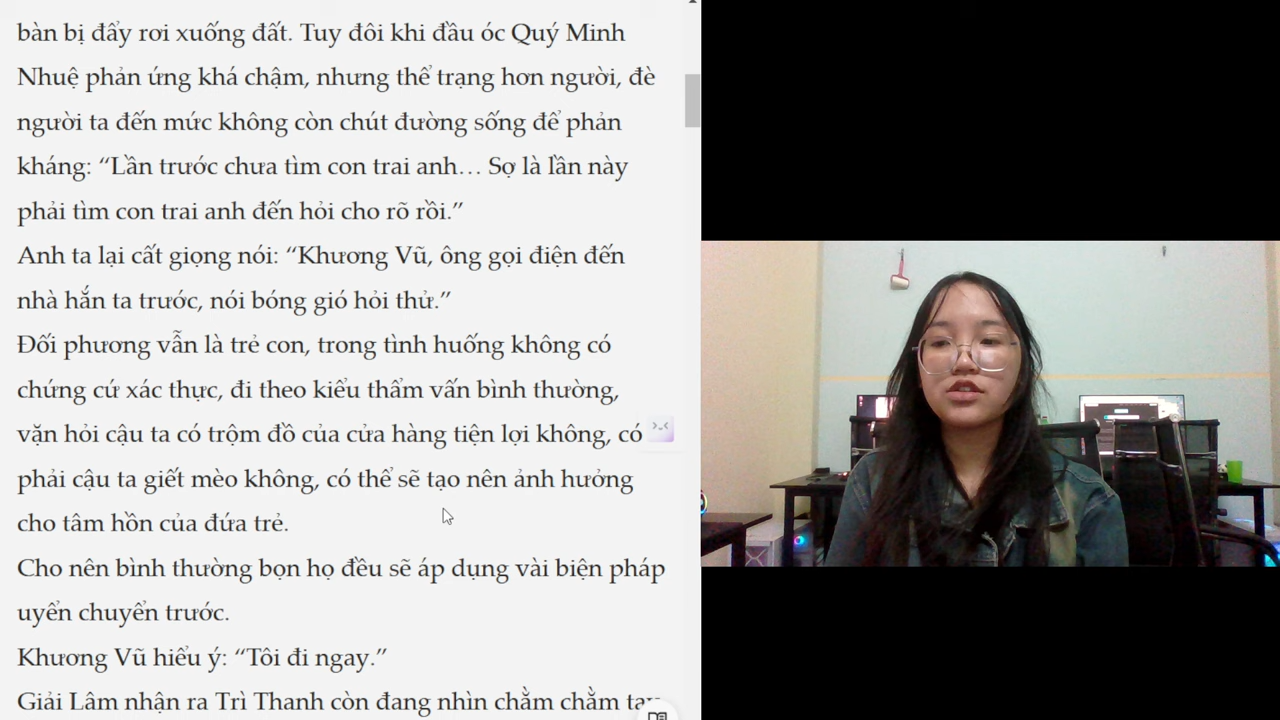 bàn bị đẩy rơi xuống đất. Tuy đôi khi đầu óc Quý Minh
Nhuệ phản ứng khá chậm, nhưng thể trạng hơn người, đè
người ta đến mức không còn chút đường sống để phản
kháng: “Lần trước chưa tìm con trai anh… Sợ là lần này
phải tìm con trai anh đến hỏi cho rõ rồi.”
Anh ta lại cất giọng nói: “Khương Vũ, ông gọi điện đến
nhà hắn ta trước, nói bóng gió hỏi thử.”
Đối phương vẫn là trẻ con, trong tình huống không có
chứng cứ xác thực, đi theo kiểu thẩm vấn bình thường,
vặn hỏi cậu ta có trộm đồ của cửa hàng tiện lợi không, có
phải cậu ta giết mèo không, có thể sẽ tạo nên ảnh hưởng
cho tâm hồn của đứa trẻ.
Cho nên bình thường bọn họ đều sẽ áp dụng vài biện pháp
uyển chuyển trước.
Khương Vũ hiểu ý: “Tôi đi ngay.”
Giải Lâm nhận ra Trì Thanh còn đang nhìn chằm chằm tay